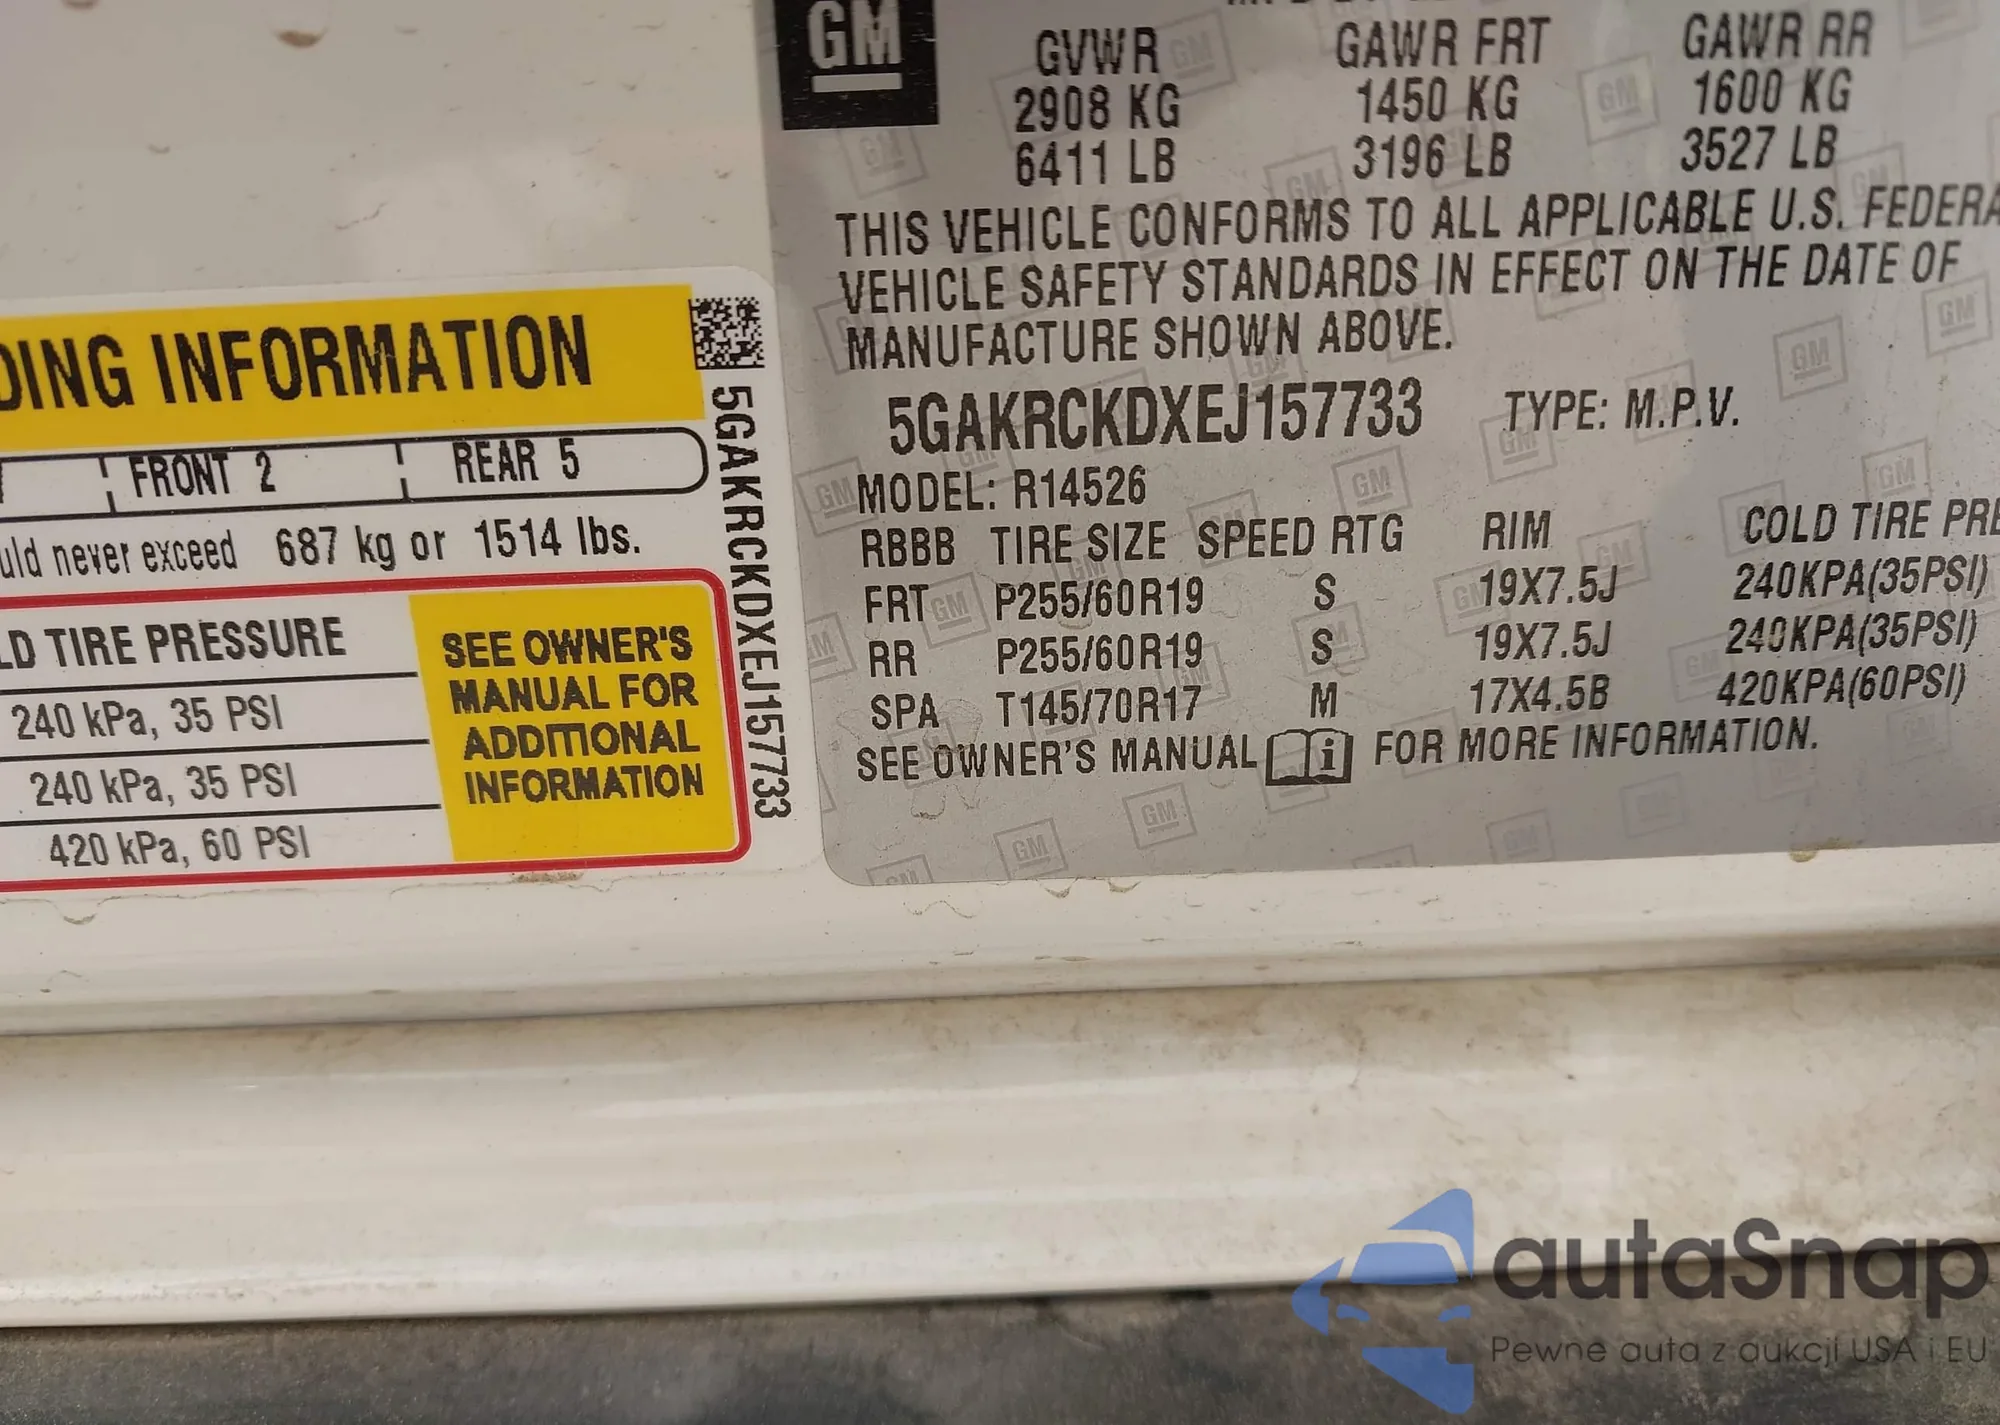 DING INFORMATION
FRONT 2 REAR 5
uld never exceed 687 kg or 1514 lbs.
LD TIRE PRESSURE
240 kPa, 35 PSI
240 kPa, 35 PSI
420 kPa, 60 PSI
SEE OWNER'S
MANUAL FOR
ADDITIONAL
INFORMATION
5GAKRCKDXEJ157733
GM
GVWR GAWR FRT GAWR RR
2908 KG 1450 KG 1600 KG
6411 LB 3196 LB 3527 LB
THIS VEHICLE CONFORMS TO ALL APPLICABLE U.S. FEDERA
VEHICLE SAFETY STANDARDS IN EFFECT ON THE DATE OF
MANUFACTURE SHOWN ABOVE.
5GAKRCKDXEJ157733 TYPE: M.P.V.
MODEL: R14526
RBBB TIRE SIZE SPEED RTG RIM COLD TIRE PRE
FRT P255/60R19 S 19X7.5J 240KPA(35PSI)
RR P255/60R19 S 19X7.5J 240KPA(35PSI)
SPA T145/70R17 M 17X4.5B 420KPA(60PSI)
SEE OWNER'S MANUAL FOR MORE INFORMATION.
autaSnap
Pewne auta z aukcji USA i EU